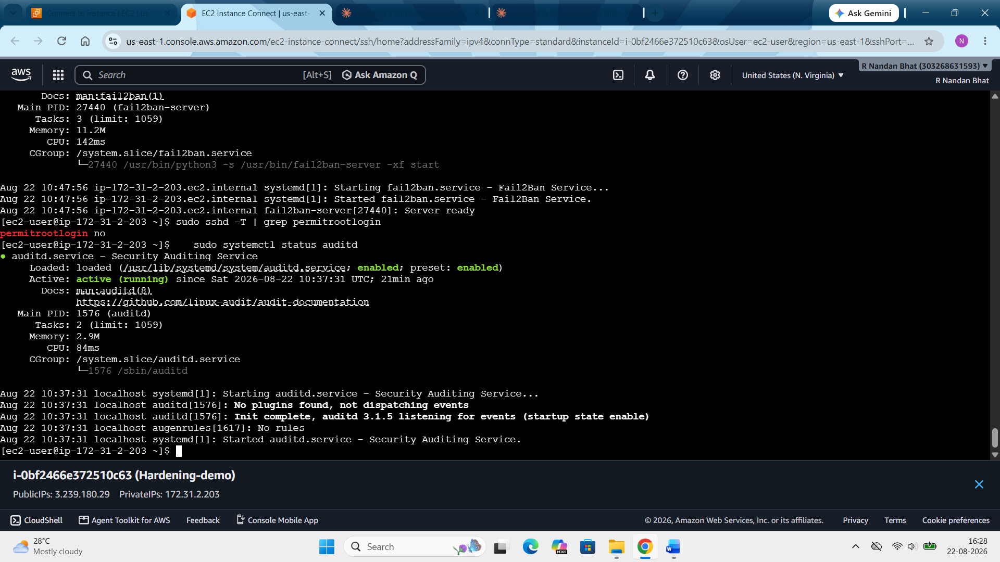 Connect to instance | EC2 | us-e
EC2 Instance Connect | us-east-
Ask Gemini
us-east-1.console.aws.amazon.com/ec2-instance-connect/ssh/home?addressFamily=ipv4&connType=standard&instanceId=i-0bf2466e372510c63&osUser=ec2-user&region=us-east-1&sshPort=...
N
aws
Search
[Alt+S]
Ask Amazon Q
United States (N. Virginia)
R Nandan Bhat (303268631593)
R Nandan Bhat
Docs: man:fail2ban(1)
Main PID: 27440 (fail2ban-server)
Tasks: 3 (limit: 1059)
Memory: 11.2M
CPU: 142ms
CGroup: /system.slice/fail2ban.service
└─27440 /usr/bin/python3 -s /usr/bin/fail2ban-server -xf start
Aug 22 10:47:56 ip-172-31-2-203.ec2.internal systemd[1]: Starting fail2ban.service - Fail2Ban Service...
Aug 22 10:47:56 ip-172-31-2-203.ec2.internal systemd[1]: Started fail2ban.service - Fail2Ban Service.
Aug 22 10:47:56 ip-172-31-2-203.ec2.internal fail2ban-server[27440]: Server ready
[ec2-user@ip-172-31-2-203 ~]$ sudo sshd -T | grep permitrootlogin
permitrootlogin no
[ec2-user@ip-172-31-2-203 ~]$    sudo systemctl status auditd
● auditd.service - Security Auditing Service
Loaded: loaded (/usr/lib/systemd/system/auditd.service; enabled; preset: enabled)
Active: active (running) since Sat 2026-08-22 10:37:31 UTC; 21min ago
Docs: man:auditd(8)
https://github.com/linux-audit/audit-documentation
Main PID: 1576 (auditd)
Tasks: 2 (limit: 1059)
Memory: 2.9M
CPU: 84ms
CGroup: /system.slice/auditd.service
└─1576 /sbin/auditd
Aug 22 10:37:31 localhost systemd[1]: Starting auditd.service - Security Auditing Service...
Aug 22 10:37:31 localhost auditd[1576]: No plugins found, not dispatching events
Aug 22 10:37:31 localhost auditd[1576]: Init complete, auditd 3.1.5 listening for events (startup state enable)
Aug 22 10:37:31 localhost augenrules[1617]: No rules
Aug 22 10:37:31 localhost systemd[1]: Started auditd.service - Security Auditing Service.
[ec2-user@ip-172-31-2-203 ~]$
i-0bf2466e372510c63 (Hardening-demo)
PublicIPs: 3.239.180.29    PrivateIPs: 172.31.2.203
CloudShell
Agent Toolkit for AWS
Feedback
Console Mobile App
© 2026, Amazon Web Services, Inc. or its affiliates.
Privacy
Terms
Cookie preferences
28°C
Mostly cloudy
Search
M365
W
16:28
22-08-2026